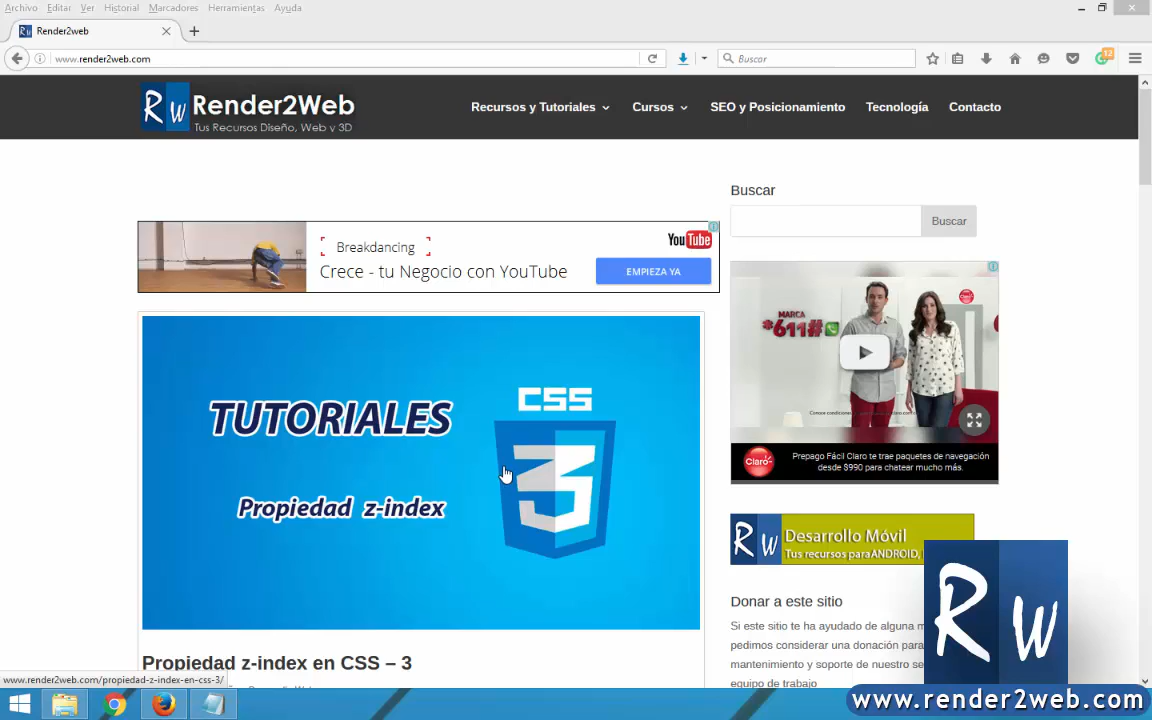 Archivo Editar Ver Historial Marcadores Herramientas Ayuda
Render2web
www.render2web.com
Buscar
12
RW Render2Web
Tus Recursos Diseño, Web y 3D
Recursos y Tutoriales Cursos SEO y Posicionamiento Tecnología Contacto
Buscar
Buscar
Breakdancing
Crece - tu Negocio con YouTube
YouTube
EMPIEZA YA
MARCA
*611#
Claro
Prepago Fácil Claro te trae paquetes de navegación
desde $990 para chatear mucho más.
TUTORIALES
Propiedad z-index
CSS
3
RW Desarrollo Móvil
Tus recursos para ANDROID,
Donar a este sitio
Si este sitio te ha ayudado de alguna m
pedimos considerar una donación para
mantenimiento y soporte de nuestro se
equipo de trabajo
Propiedad z-index en CSS – 3
www.render2web.com/propiedad-z-index-en-css-3/
RW
www.render2web.com